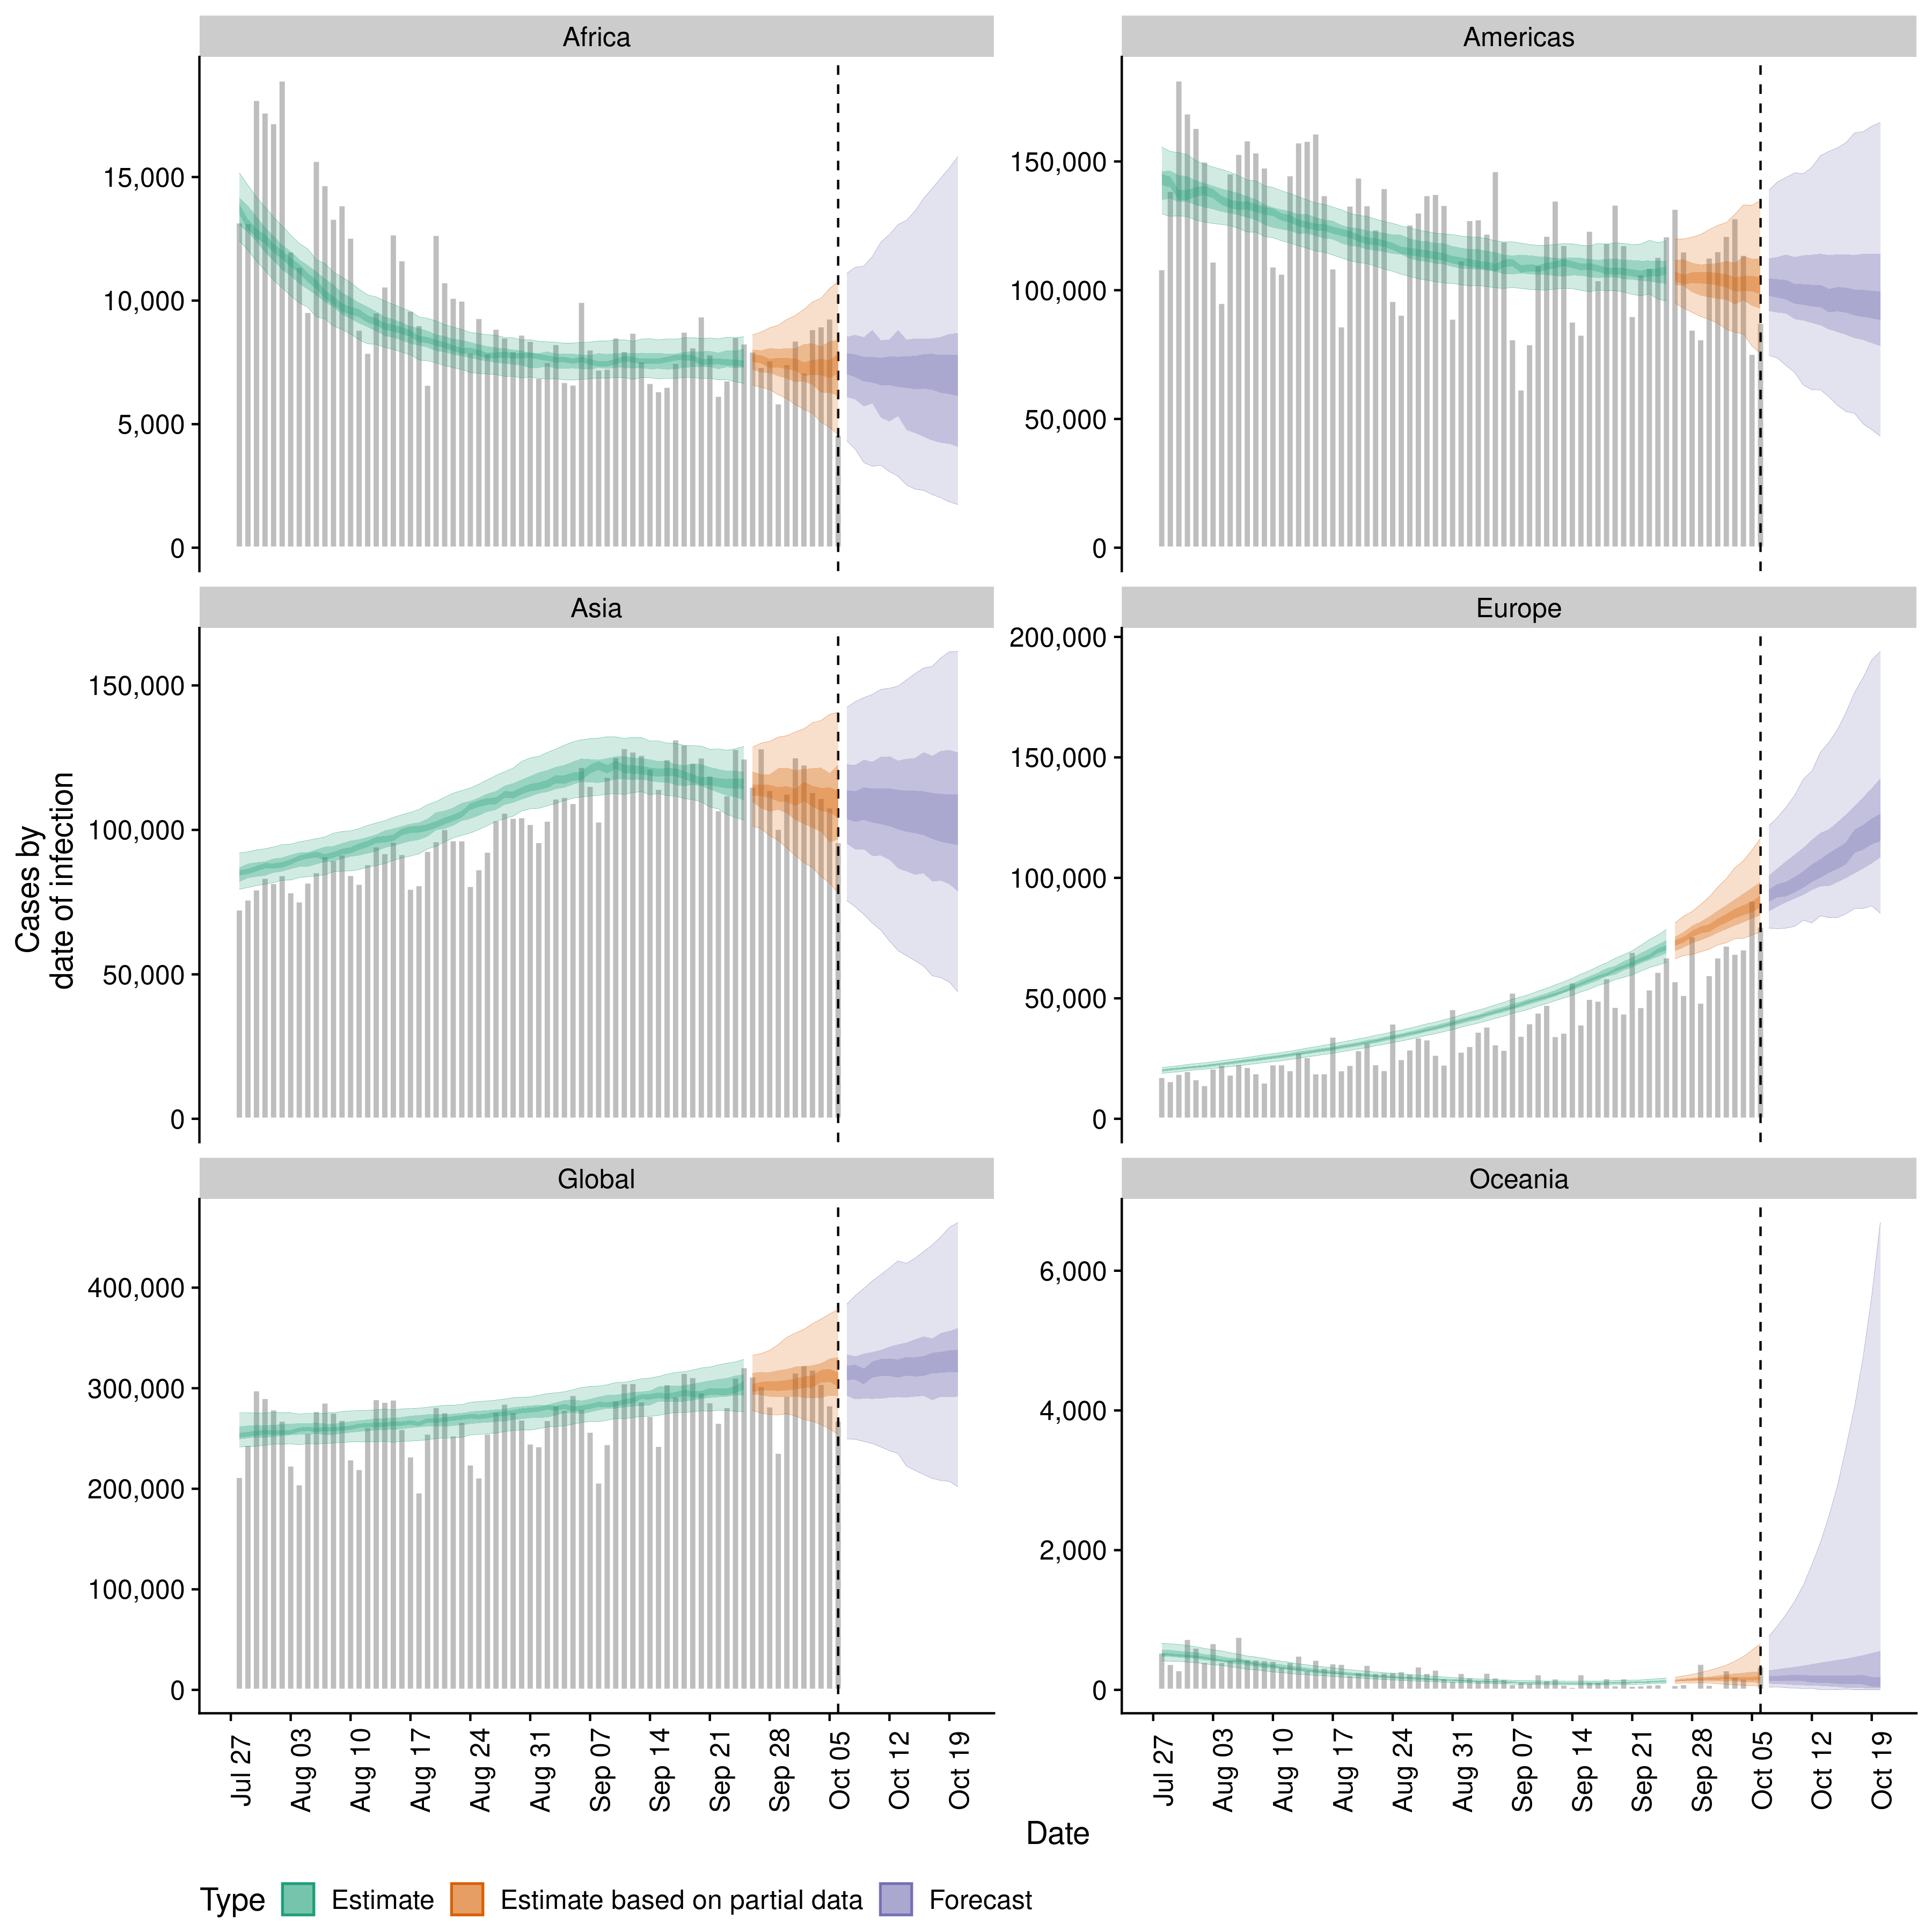 Africa
Americas
15,000
10,000
5,000
0
150,000
100,000
50,000
0
Asia
Europe
150,000
100,000
50,000
0
200,000
150,000
100,000
50,000
0
Cases by
date of infection
Global
Oceania
400,000
300,000
200,000
100,000
0
6,000
4,000
2,000
0
Jul 27
Aug 03
Aug 10
Aug 17
Aug 24
Aug 31
Sep 07
Sep 14
Sep 21
Sep 28
Oct 05
Oct 12
Oct 19
Jul 27
Aug 03
Aug 10
Aug 17
Aug 24
Aug 31
Sep 07
Sep 14
Sep 21
Sep 28
Oct 05
Oct 12
Oct 19
Date
Type Estimate Estimate based on partial data Forecast